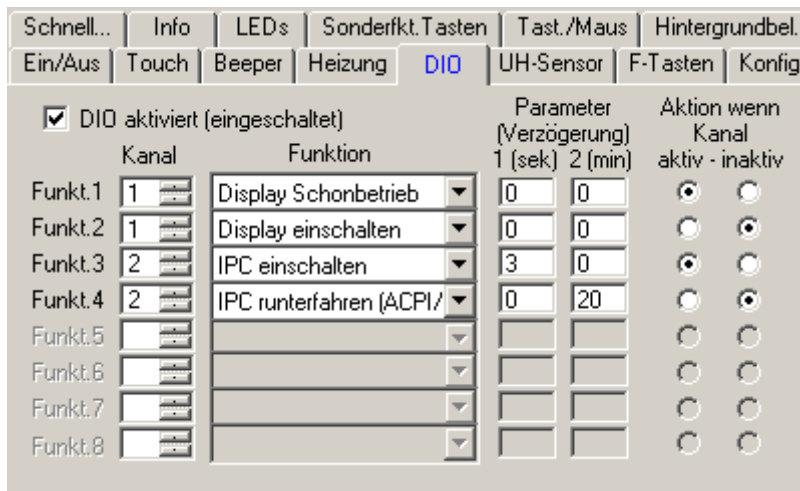 Schnell... Info LEDs Sonderfkt.Tasten Tast./Maus Hintergrundbel.
Ein/Aus Touch Beeper Heizung DIO UH-Sensor F-Tasten Konfig
DIO aktiviert (eingeschaltet)
Parameter
(Verzögerung)
Aktion wenn
Kanal
Kanal Funktion 1 (sek) 2 (min) aktiv - inaktiv
Funkt.1 1 Display Schonbetrieb 0 0
Funkt.2 1 Display einschalten 0 0
Funkt.3 2 IPC einschalten 3 0
Funkt.4 2 IPC runterfahren (ACPI/ 0 20
Funkt.5
Funkt.6
Funkt.7
Funkt.8